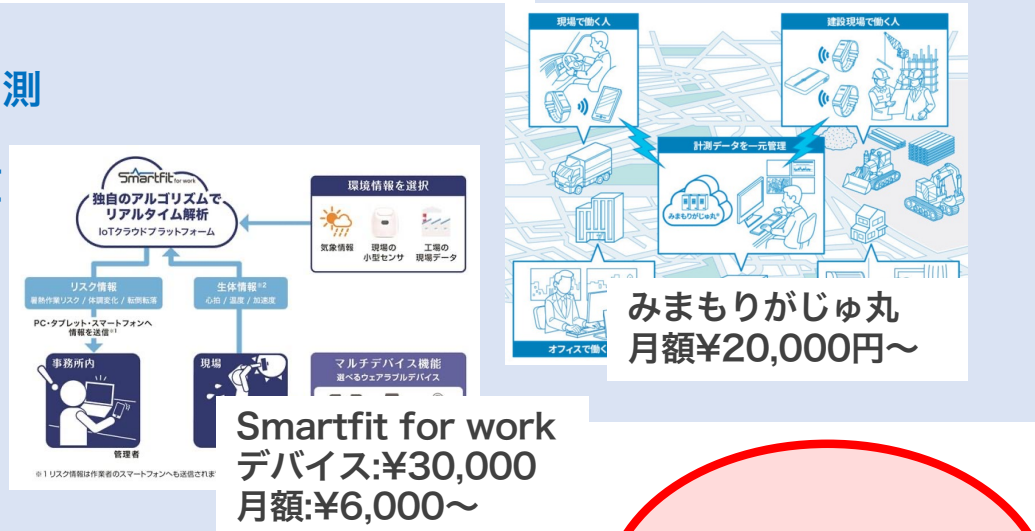 測
Smartfit for work
独自のアルゴリズムで
リアルタイム解析
IoTクラウドプラットフォーム
環境情報を選択
気象情報
現場の
小型センサ
工場の
現場データ
リスク情報
暑熱作業リスク / 体調変化 / 転倒転落
生体情報※2
心拍 / 温度 / 加速度
PC・タブレット・スマートフォンへ
情報を送信※1
事務所内
管理者
現場
マルチデバイス機能
選べるウェアラブルデバイス
※1 リスク情報は作業者のスマートフォンへも送信されま
Smartfit for work
デバイス:¥30,000
月額:¥6,000〜
現場で働く人
建設現場で働く人
計測データを一元管理
みまもりがじゅ丸®
オフィスで働く
みまもりがじゅ丸
月額¥20,000円〜